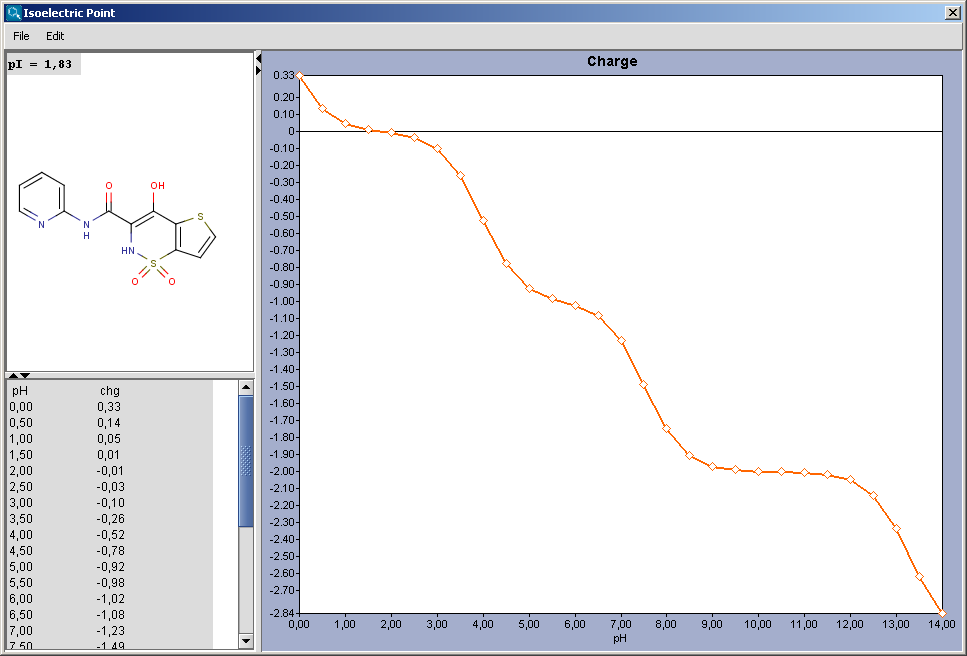 Isoelectric Point
File Edit
pI = 1,83
N
N
H
O
OH
S
HN
S
O
O
pH chg
0,00 0,33
0,50 0,14
1,00 0,05
1,50 0,01
2,00 -0,01
2,50 -0,03
3,00 -0,10
3,50 -0,26
4,00 -0,52
4,50 -0,78
5,00 -0,92
5,50 -0,98
6,00 -1,02
6,50 -1,08
7,00 -1,23
7,50 -1,49
Charge
0.33
0.20
0.10
0
-0.10
-0.20
-0.30
-0.40
-0.50
-0.60
-0.70
-0.80
-0.90
-1.00
-1.10
-1.20
-1.30
-1.40
-1.50
-1.60
-1.70
-1.80
-1.90
-2.00
-2.10
-2.20
-2.30
-2.40
-2.50
-2.60
-2.70
-2.84
0,00 1,00 2,00 3,00 4,00 5,00 6,00 7,00 8,00 9,00 10,00 11,00 12,00 13,00 14,00
pH